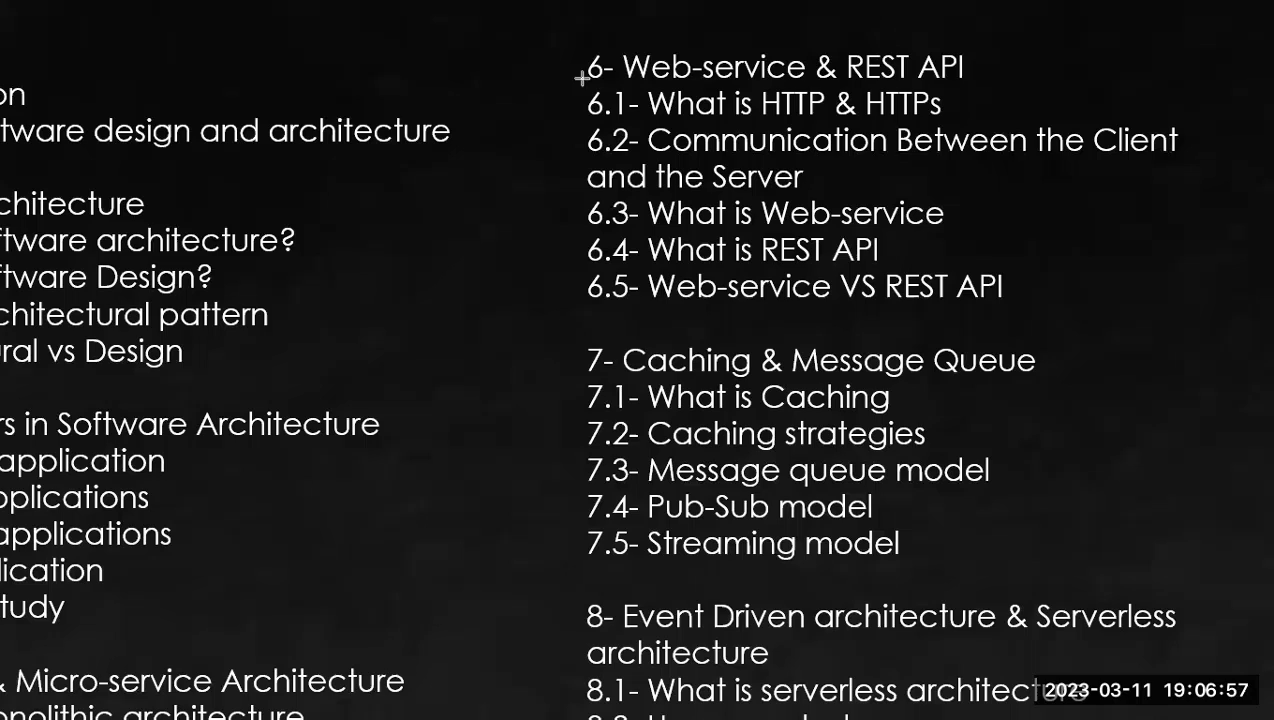 on
tware design and architecture
chitecture
ftware architecture?
ftware Design?
chitectural pattern
ural vs Design
rs in Software Architecture
application
pplications
applications
lication
tudy
& Micro-service Architecture
onolithic architecture
6- Web-service & REST API
6.1- What is HTTP & HTTPs
6.2- Communication Between the Client
and the Server
6.3- What is Web-service
6.4- What is REST API
6.5- Web-service VS REST API
7- Caching & Message Queue
7.1- What is Caching
7.2- Caching strategies
7.3- Message queue model
7.4- Pub-Sub model
7.5- Streaming model
8- Event Driven architecture & Serverless
architecture
8.1- What is serverless architecture
2023-03-11 19:06:57